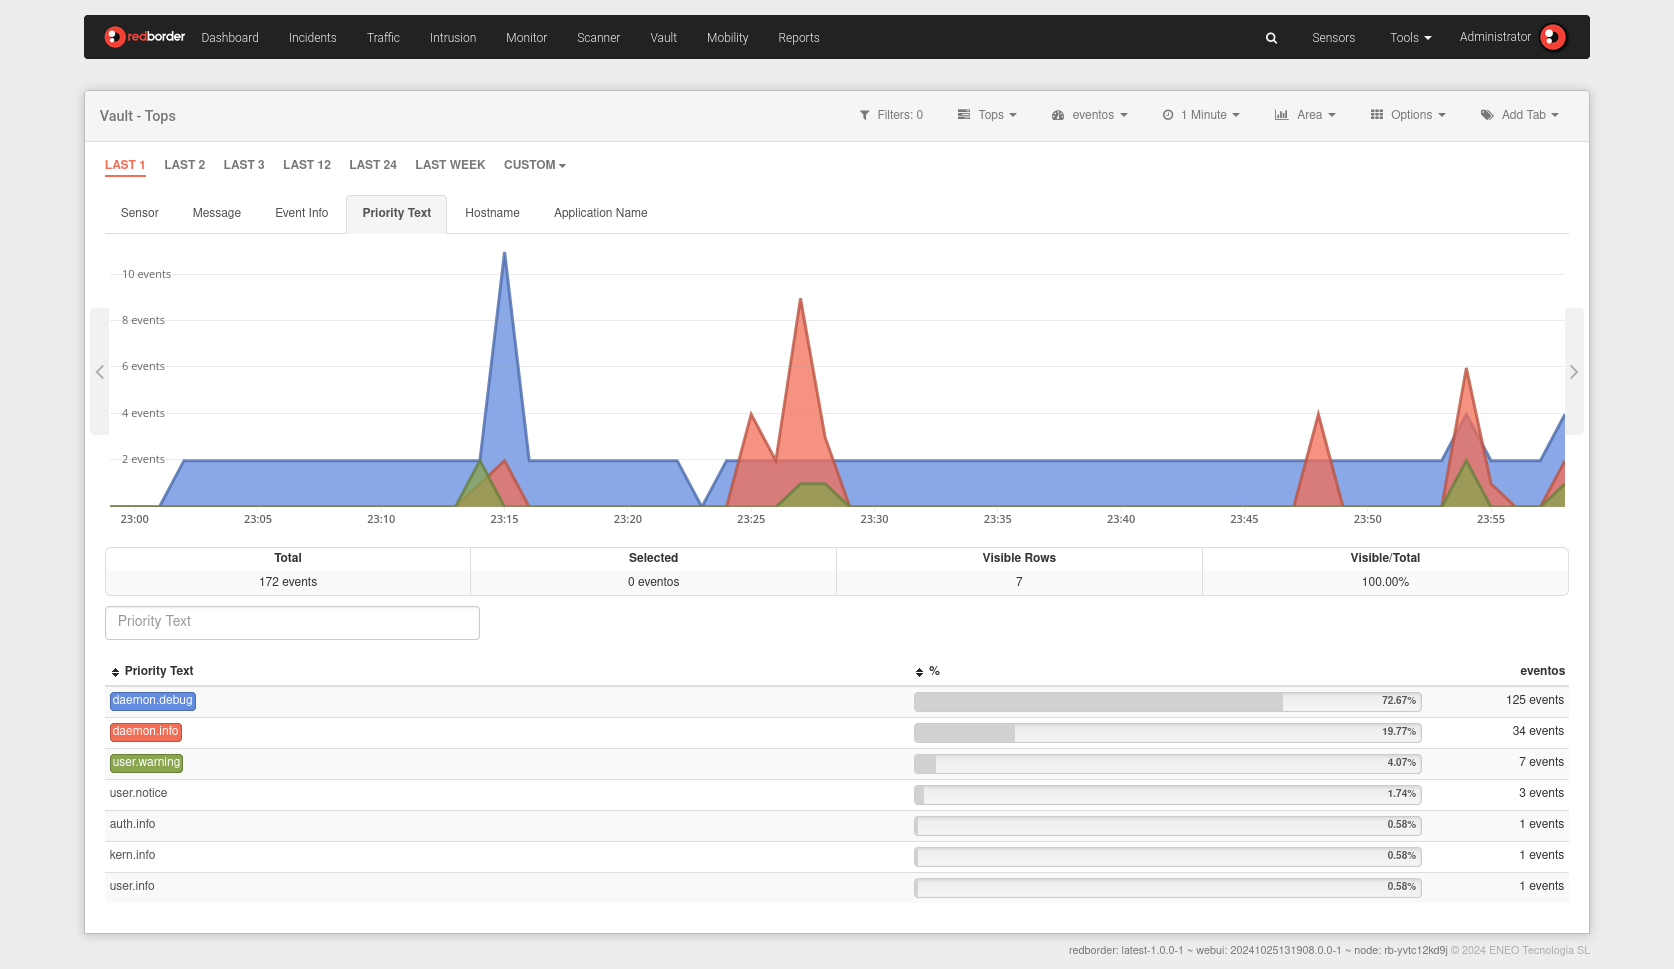 redborder Dashboard Incidents Traffic Intrusion Monitor Scanner Vault Mobility Reports Sensors Tools Administrator
Vault - Tops Filters: 0 Tops eventos 1 Minute Area Options Add Tab
LAST 1 LAST 2 LAST 3 LAST 12 LAST 24 LAST WEEK CUSTOM
Sensor Message Event Info Priority Text Hostname Application Name
10 events
8 events
6 events
4 events
2 events
23:00 23:05 23:10 23:15 23:20 23:25 23:30 23:35 23:40 23:45 23:50 23:55
Total Selected Visible Rows Visible/Total
172 events 0 eventos 7 100.00%
Priority Text
Priority Text % eventos
daemon.debug 72.67% 125 events
daemon.info 19.77% 34 events
user.warning 4.07% 7 events
user.notice 1.74% 3 events
auth.info 0.58% 1 events
kern.info 0.58% 1 events
user.info 0.58% 1 events
redborder: latest-1.0.0-1 ~ webui: 20241025131908.0.0-1 ~ node: rb-yvtc12kd9j © 2024 ENEO Tecnologia SL